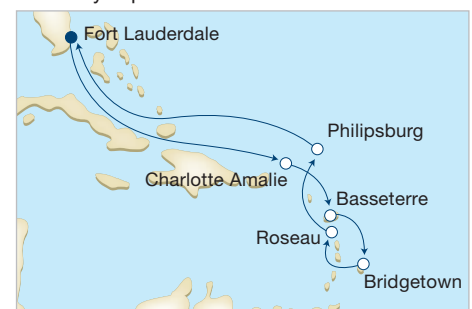 Fort Lauderdale
Philipsburg
Charlotte Amalie
Basseterre
Roseau
Bridgetown